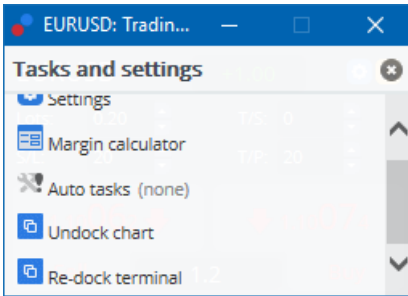 EURUSD: Tradin...
Tasks and settings
Settings
Margin calculator
Auto tasks (none)
Undock chart
Re-dock terminal